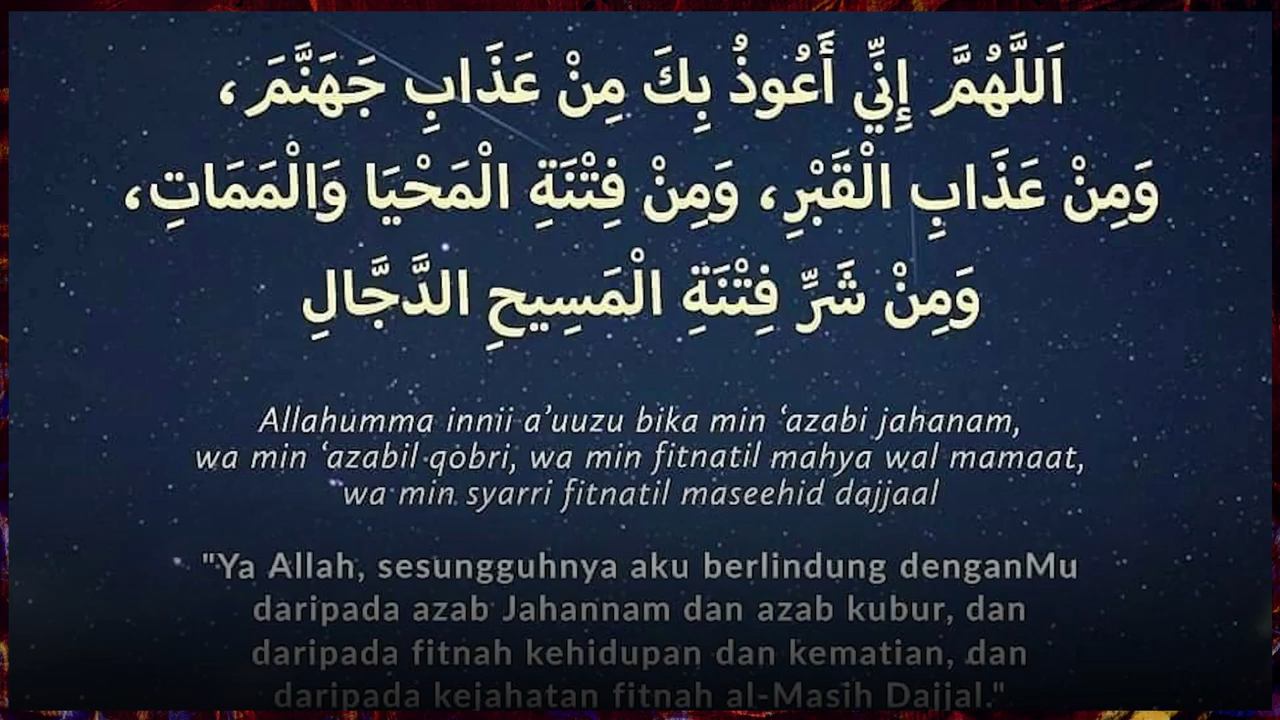 اَللَّهُمَّ إِنِّي أَعُوذُ بِكَ مِنْ عَذَابِ جَهَنَّمَ،
وَمِنْ عَذَابِ الْقَبْرِ، وَمِنْ فِتْنَةِ الْمَحْيَا وَالْمَمَاتِ،
وَمِنْ شَرِّ فِتْنَةِ الْمَسِيحِ الدَّجَّالِ
Allahumma innii a’uuzu bika min ‘azabi jahanam,
wa min ‘azabil qobri, wa min fitnatil mahya wal mamaat,
wa min syarri fitnatil maseehid dajjaal
"Ya Allah, sesungguhnya aku berlindung denganMu
daripada azab Jahannam dan azab kubur, dan
daripada fitnah kehidupan dan kematian, dan
daripada kejahatan fitnah al-Masih Dajjal."